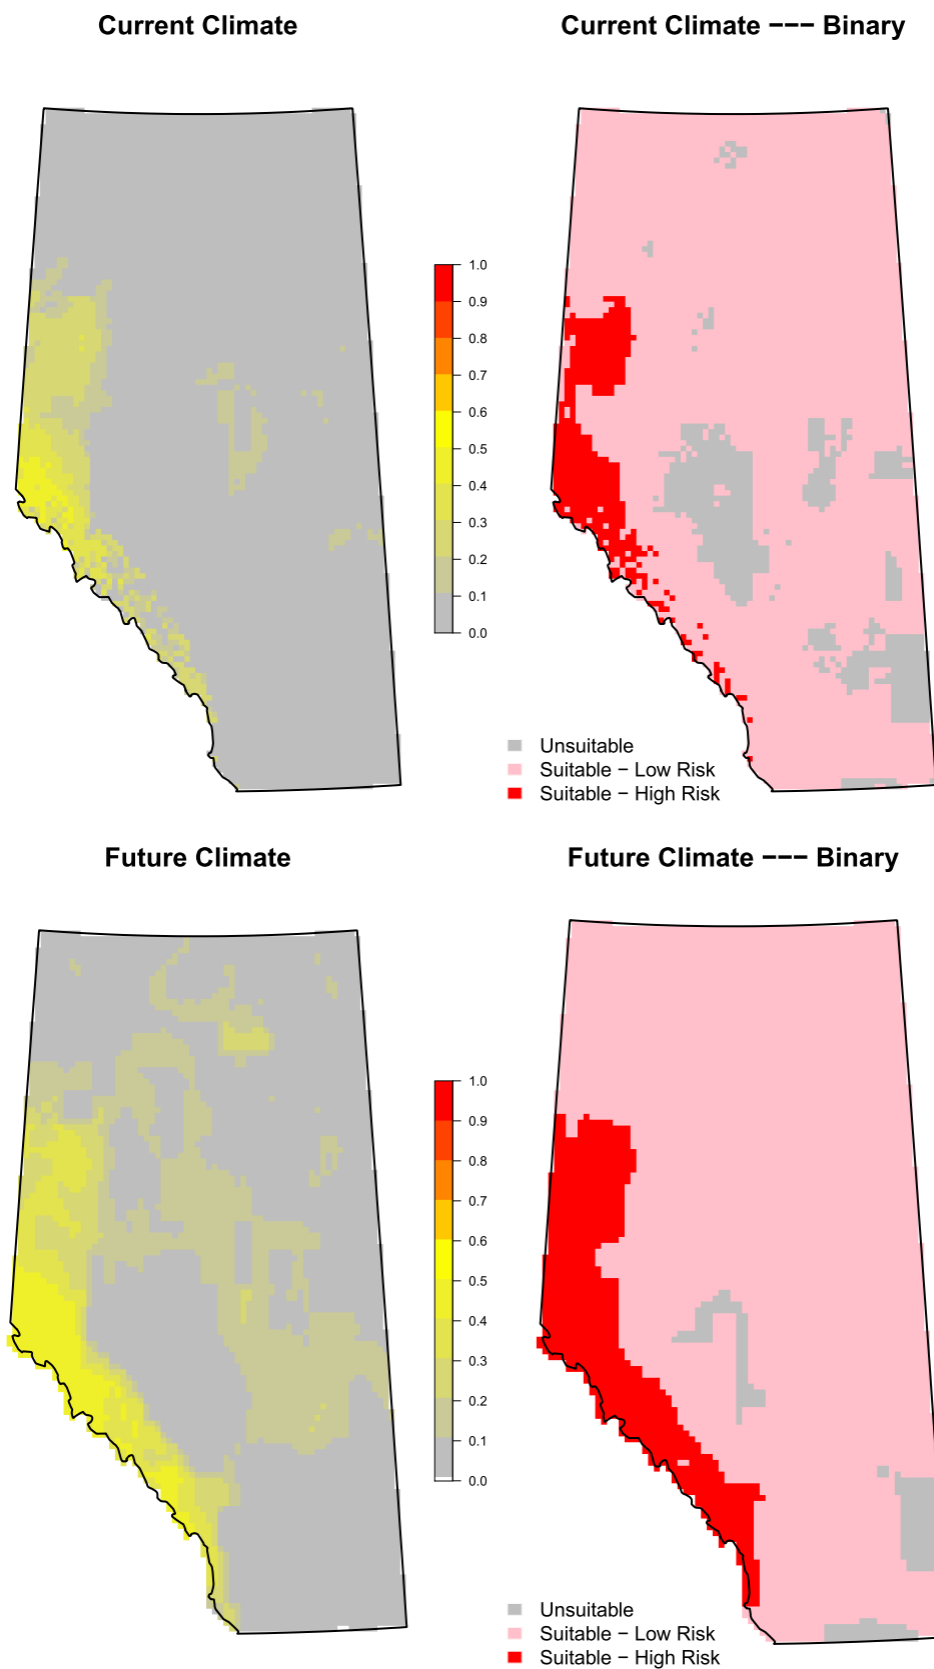 Current Climate
Current Climate −−− Binary
1.0
0.9
0.8
0.7
0.6
0.5
0.4
0.3
0.2
0.1
0.0
Unsuitable
Suitable − Low Risk
Suitable − High Risk
Future Climate
Future Climate −−− Binary
1.0
0.9
0.8
0.7
0.6
0.5
0.4
0.3
0.2
0.1
0.0
Unsuitable
Suitable − Low Risk
Suitable − High Risk